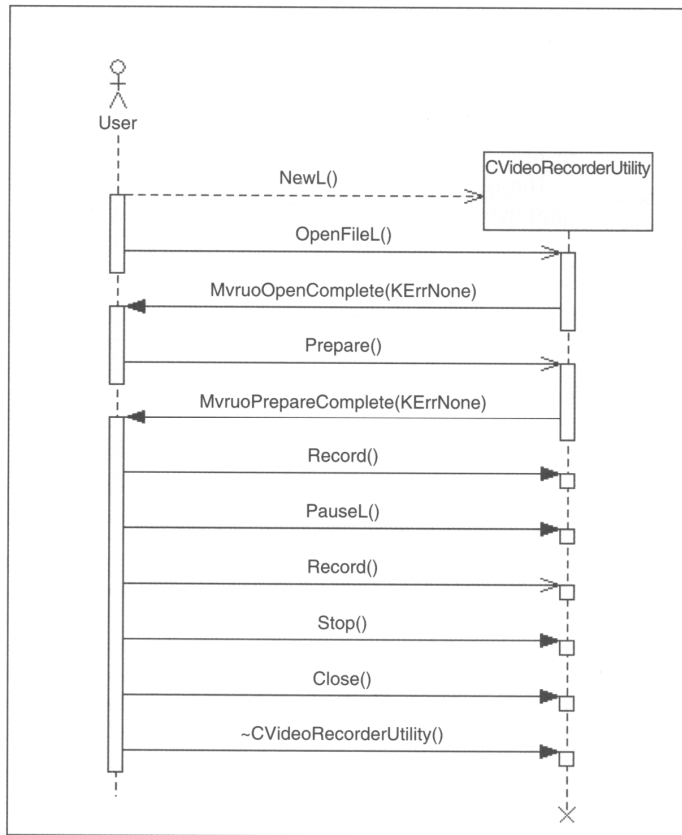 User
CVideoRecorderUtility
NewL()
OpenFileL()
MvruoOpenComplete(KErrNone)
Prepare()
MvruoPrepareComplete(KErrNone)
Record()
PauseL()
Record()
Stop()
Close()
~CVideoRecorderUtility()